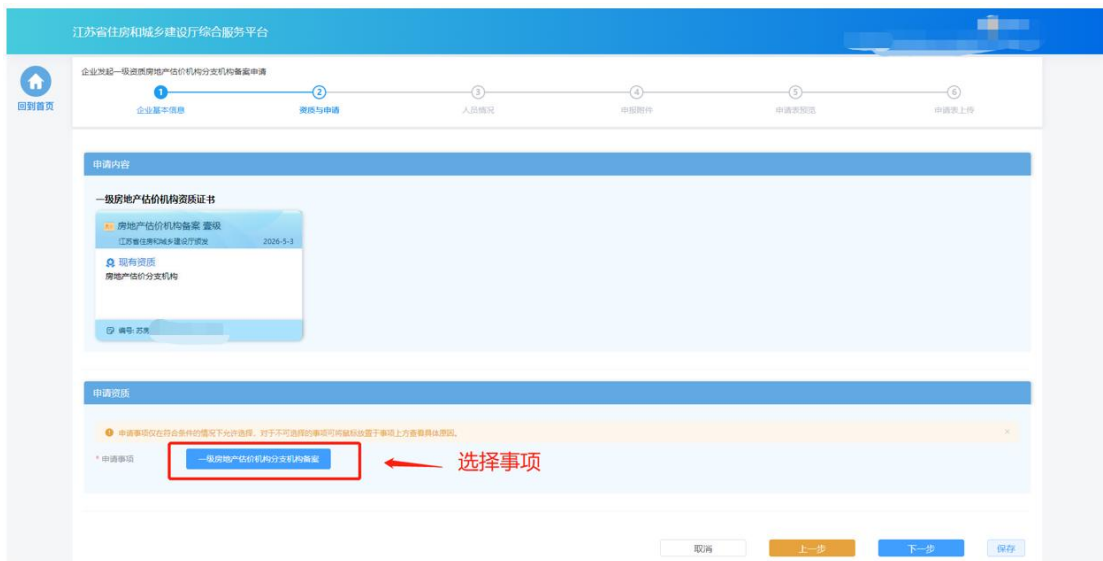 江苏省住房和城乡建设厅综合服务平台
回到首页
企业发起一级资质房地产估价机构分支机构备案申请
1 2 3 4 5 6
企业基本信息 资质与申请 人员情况 申报附件 申请表预览 申请表上传
申请内容
一级房地产估价机构资质证书
房地产估价机构备案 壹级
江苏省住房和城乡建设厅颁发 2026-5-3
现有资质
房地产估价分支机构
编号: 苏房
申请资质
申请事项仅在符合条件的情况下允许选择，对于不可选择的事项可将鼠标放置于事项上方查看具体原因。
* 申请事项 一级房地产估价机构分支机构备案
选择事项
取消 上一步 下一步 保存